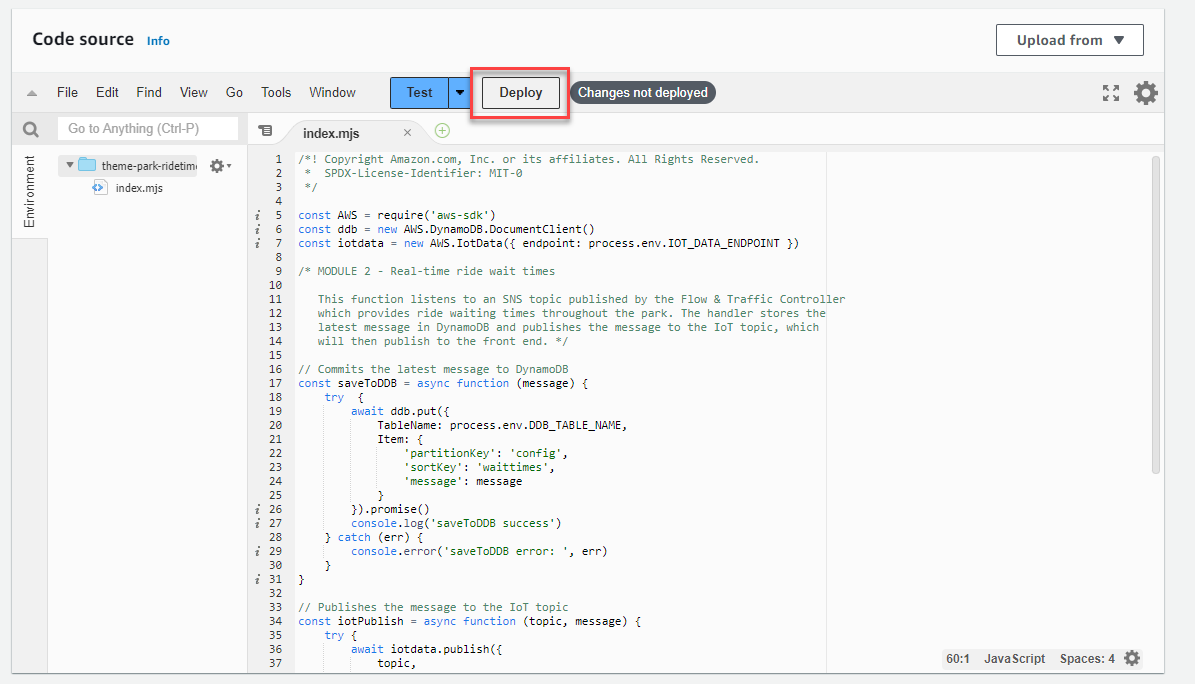 Code source Info
Upload from
File Edit Find View Go Tools Window Test Deploy Changes not deployed
Go to Anything (Ctrl-P)
index.mjs
Environment
theme-park-ridetim
index.mjs
1 /*! Copyright Amazon.com, Inc. or its affiliates. All Rights Reserved.
2  *  SPDX-License-Identifier: MIT-0
3  */
4
5 const AWS = require('aws-sdk')
6 const ddb = new AWS.DynamoDB.DocumentClient()
7 const iotdata = new AWS.IotData({ endpoint: process.env.IOT_DATA_ENDPOINT })
8
9 /* MODULE 2 - Real-time ride wait times
10
11    This function listens to an SNS topic published by the Flow & Traffic Controller
12    which provides ride waiting times throughout the park. The handler stores the
13    latest message in DynamoDB and publishes the message to the IoT topic, which
14    will then publish to the front end. */
15
16 // Commits the latest message to DynamoDB
17 const saveToDDB = async function (message) {
18     try  {
19         await ddb.put({
20             TableName: process.env.DDB_TABLE_NAME,
21             Item: {
22                 'partitionKey': 'config',
23                 'sortKey': 'waittimes',
24                 'message': message
25             }
26         }).promise()
27         console.log('saveToDDB success')
28     } catch (err) {
29         console.error('saveToDDB error: ', err)
30     }
31 }
32
33 // Publishes the message to the IoT topic
34 const iotPublish = async function (topic, message) {
35     try {
36         await iotdata.publish({
37             topic,
60:1 JavaScript Spaces: 4